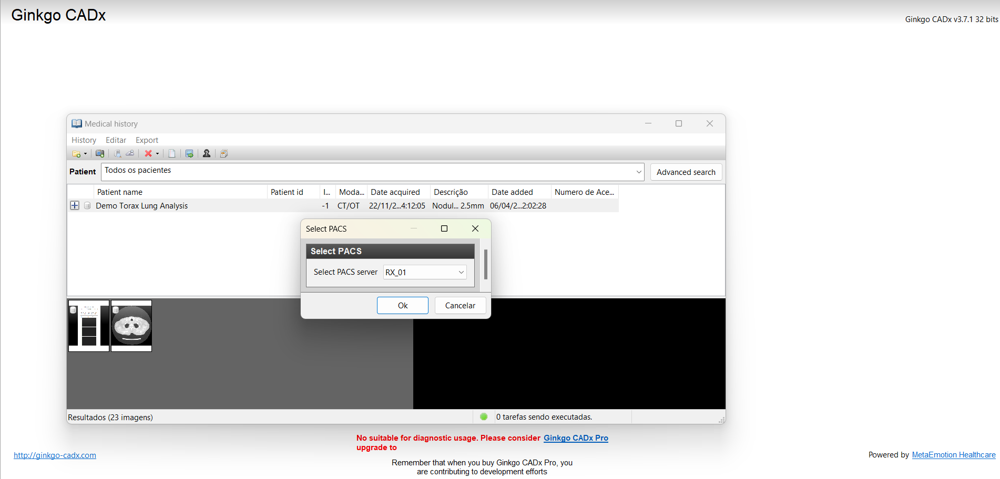 Ginkgo CADx
Ginkgo CADx v3.7.1 32 bits
Medical history
History Editar Export
Patient Todos os pacientes Advanced search
Patient name Patient id I... Moda... Date acquired Descrição Date added Numero de Ace...
Demo Torax Lung Analysis -1 CT/OT 22/11/2...4:12:05 Nodul... 2.5mm 06/04/2...2:02:28
Select PACS
Select PACS
Select PACS server RX_01
Ok Cancelar
Resultados (23 imagens) 0 tarefas sendo executadas.
No suitable for diagnostic usage. Please consider Ginkgo CADx Pro
upgrade to
http://ginkgo-cadx.com
Powered by MetaEmotion Healthcare
Remember that when you buy Ginkgo CADx Pro, you
are contributing to development efforts